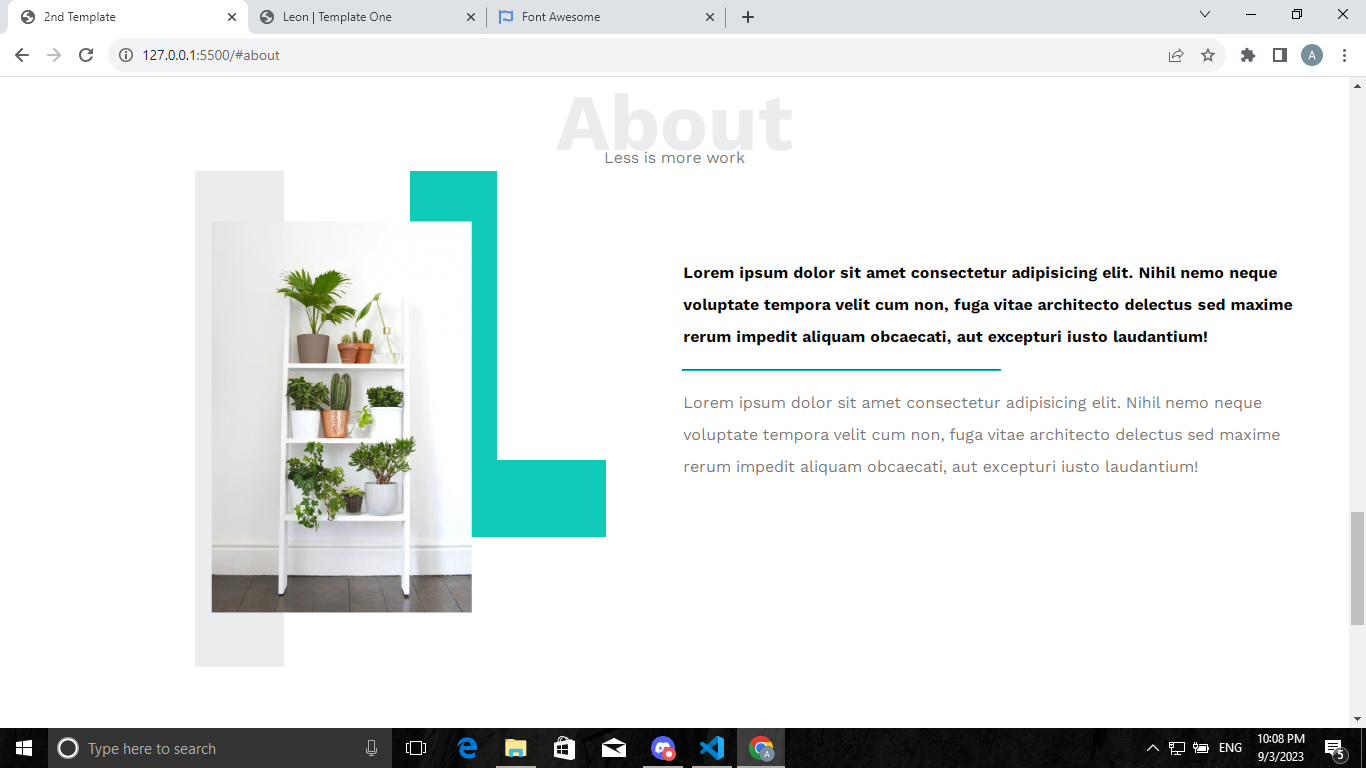 2nd Template
Leon | Template One
Font Awesome
127.0.0.1:5500/#about
A
About
Less is more work
Lorem ipsum dolor sit amet consectetur adipisicing elit. Nihil nemo neque
voluptate tempora velit cum non, fuga vitae architecto delectus sed maxime
rerum impedit aliquam obcaecati, aut excepturi iusto laudantium!
Lorem ipsum dolor sit amet consectetur adipisicing elit. Nihil nemo neque
voluptate tempora velit cum non, fuga vitae architecto delectus sed maxime
rerum impedit aliquam obcaecati, aut excepturi iusto laudantium!
Type here to search
A
ENG
10:08 PM
9/3/2023
5